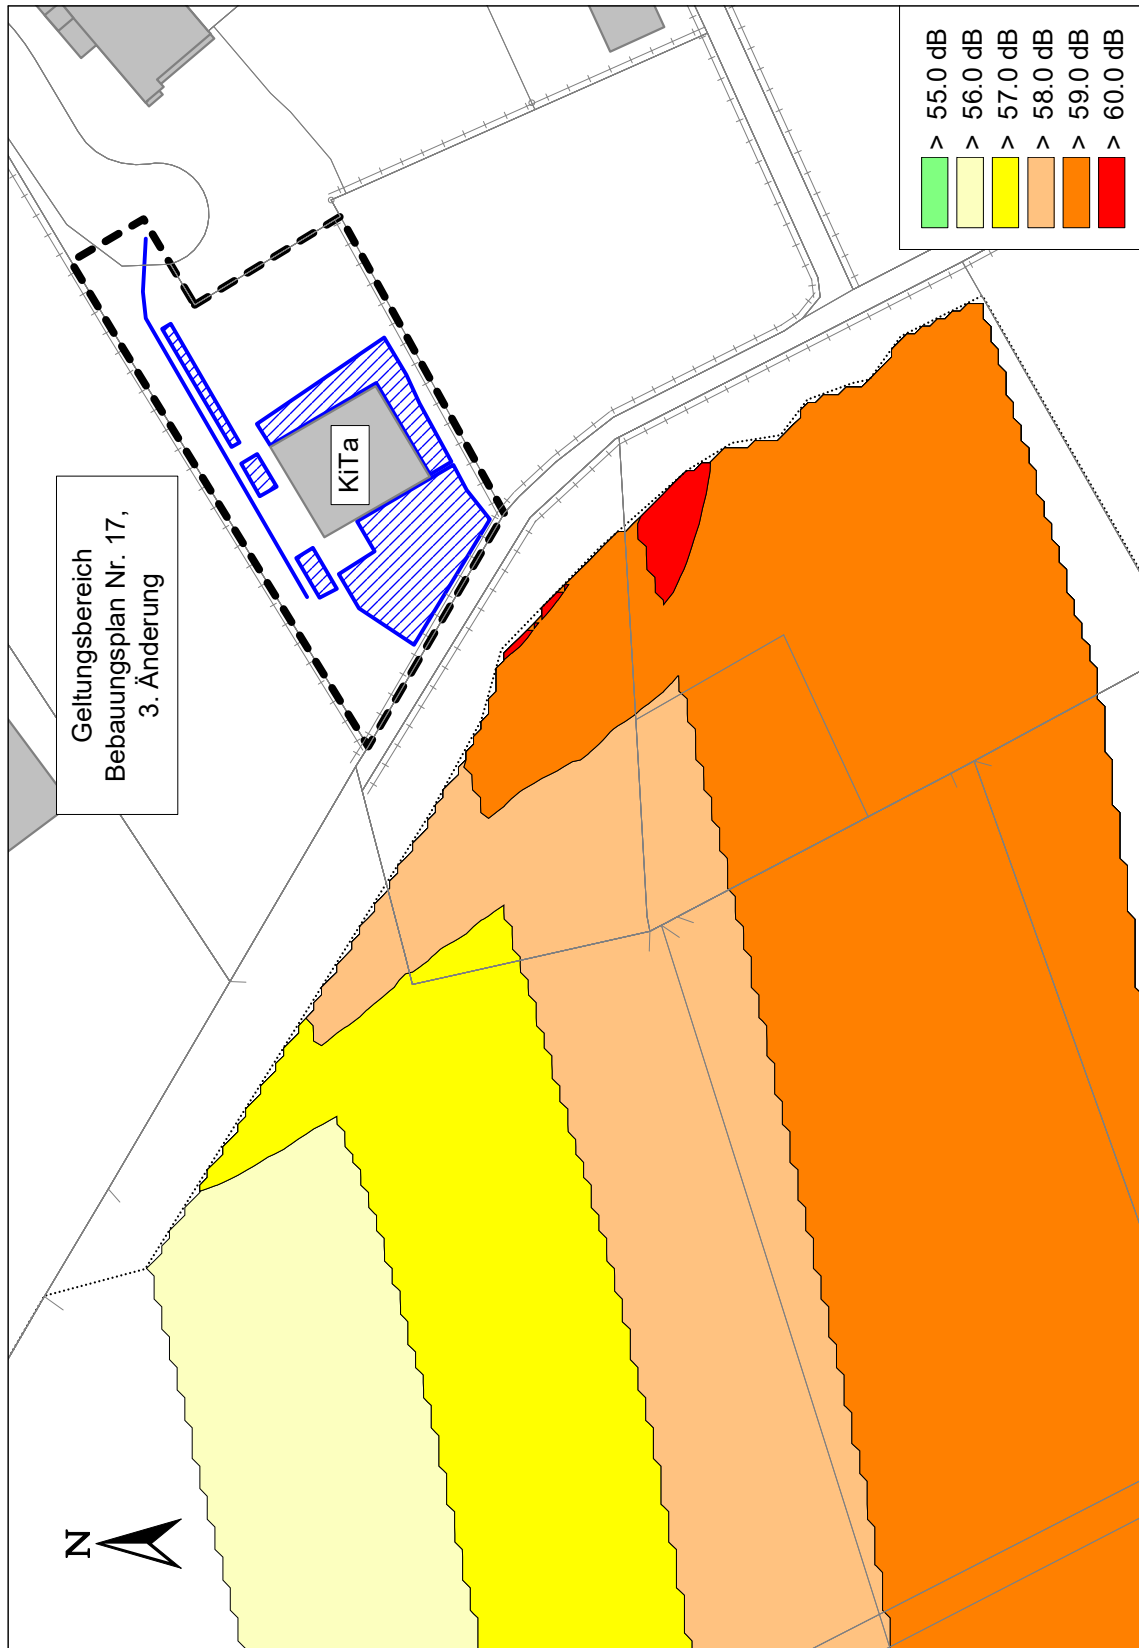 Geltungsbereich
Bebauungsplan Nr. 17,
3. Änderung
KiTa
N
> 55.0 dB
> 56.0 dB
> 57.0 dB
> 58.0 dB
> 59.0 dB
> 60.0 dB